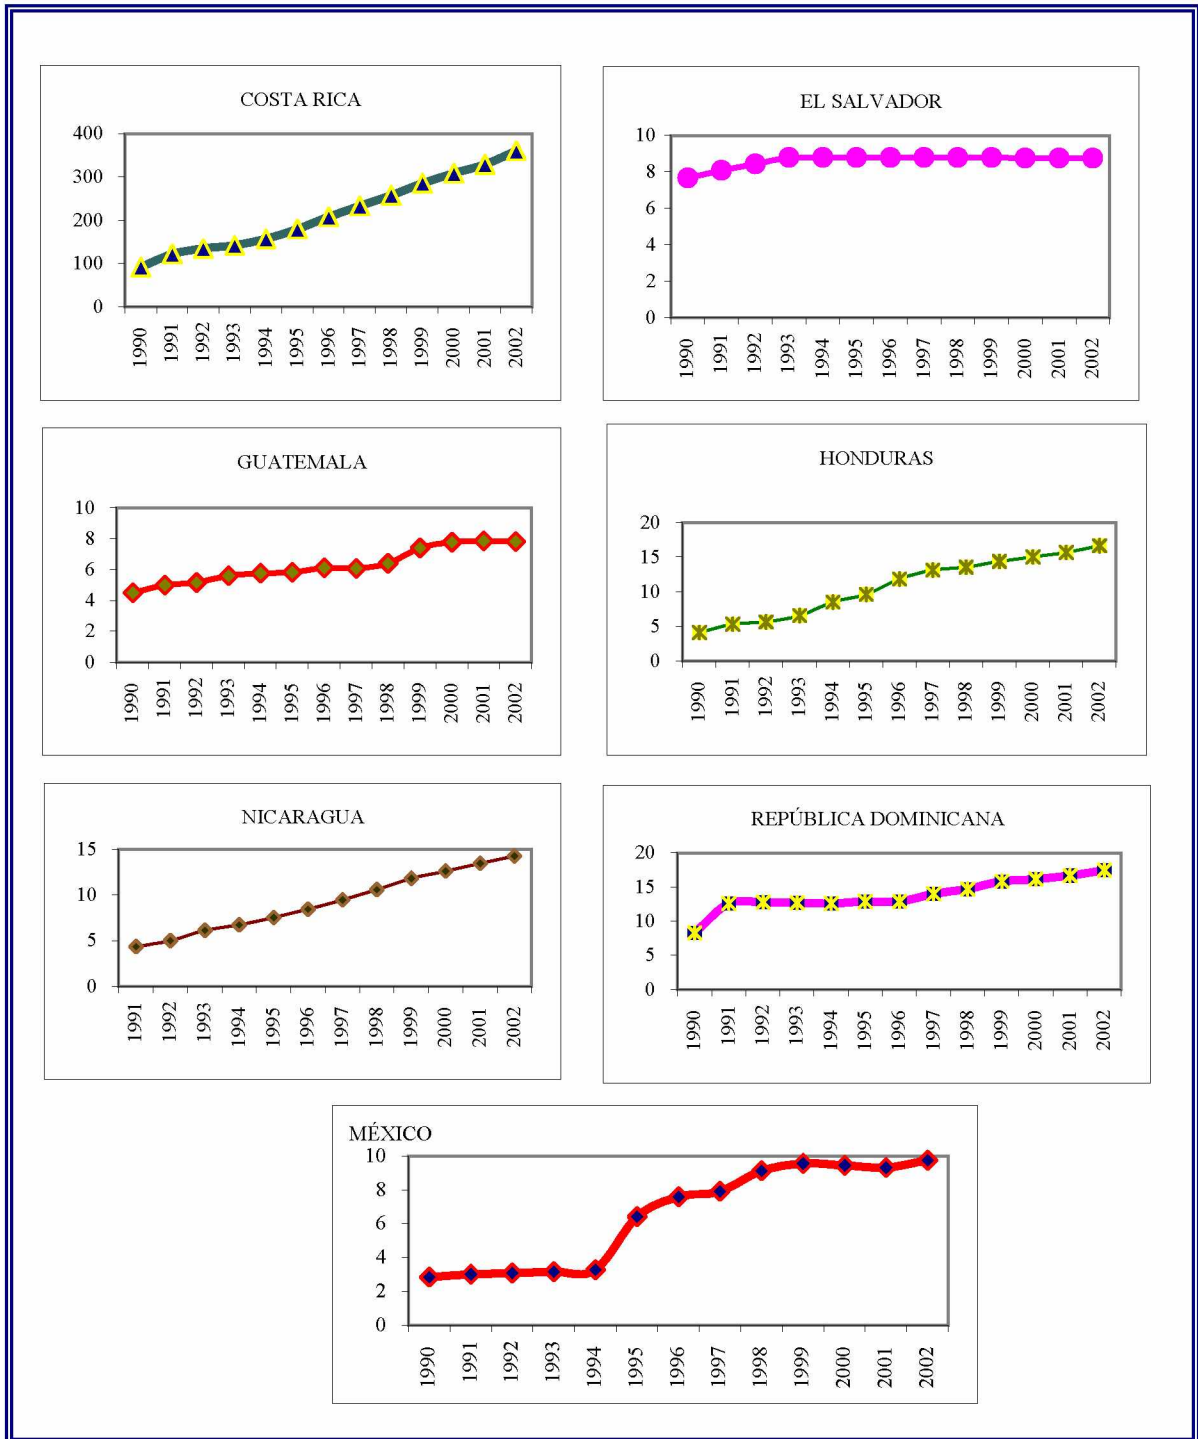 COSTA RICA
400
300
200
100
0
1990 1991 1992 1993 1994 1995 1996 1997 1998 1999 2000 2001 2002
EL SALVADOR
10
8
6
4
2
0
1990 1991 1992 1993 1994 1995 1996 1997 1998 1999 2000 2001 2002
GUATEMALA
10
8
6
4
2
0
1990 1991 1992 1993 1994 1995 1996 1997 1998 1999 2000 2001 2002
HONDURAS
20
15
10
5
0
1990 1991 1992 1993 1994 1995 1996 1997 1998 1999 2000 2001 2002
NICARAGUA
15
10
5
0
1991 1992 1993 1994 1995 1996 1997 1998 1999 2000 2001 2002
REPÚBLICA DOMINICANA
20
15
10
5
0
1990 1991 1992 1993 1994 1995 1996 1997 1998 1999 2000 2001 2002
MÉXICO
10
8
6
4
2
0
1990 1991 1992 1993 1994 1995 1996 1997 1998 1999 2000 2001 2002